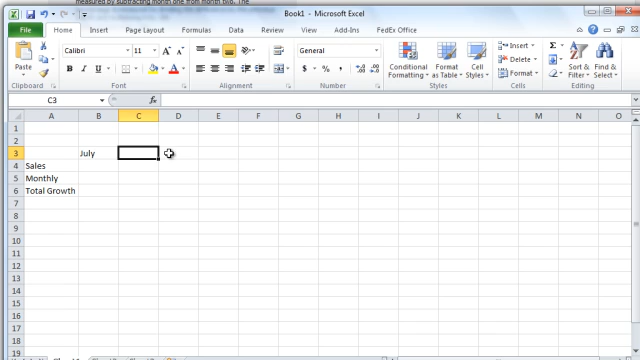 measured by subtracting month one from month two. The
Book1 - Microsoft Excel
File Home Insert Page Layout Formulas Data Review View Add-Ins FedEx Office
Calibri 11 A A General Insert Σ
Paste B I U A $ % , Conditional Formatting Format as Table Cell Styles Delete Format Sort & Filter Find & Select
Clipboard Font Alignment Number Styles Cells Editing
C3 fx
A B C D E F G H I J K L M N O
1
2
3 July
4 Sales
5 Monthly
6 Total Growth
7
8
9
10
11
12
13
14
15
16
17
18
19